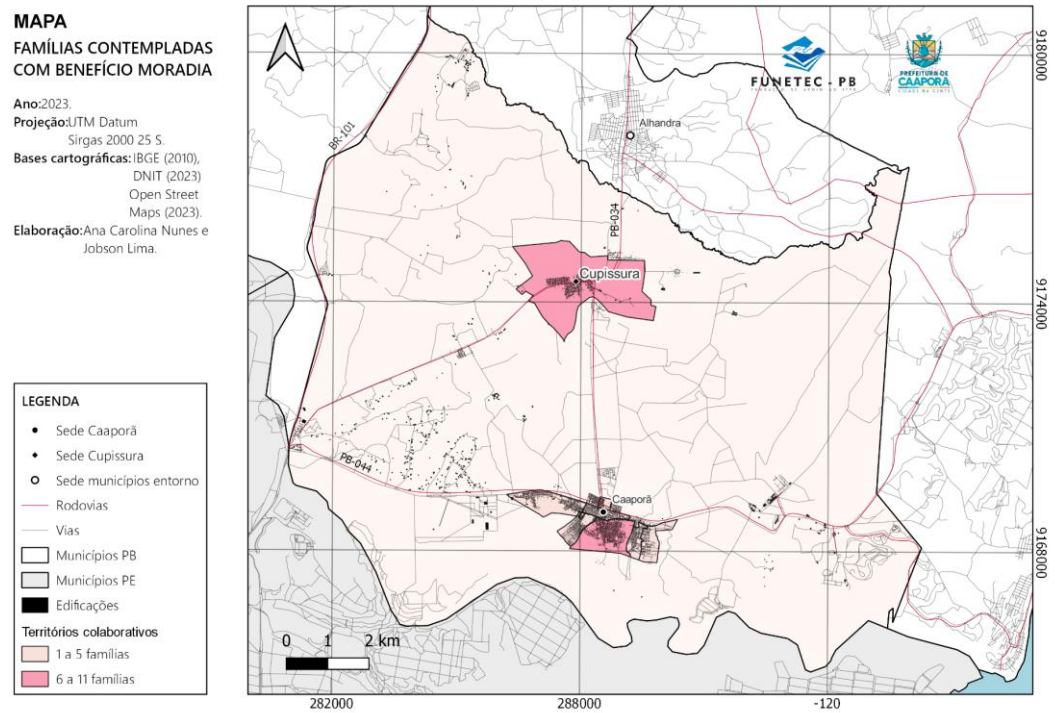 MAPA
FAMÍLIAS CONTEMPLADAS
COM BENEFÍCIO MORADIA
Ano:2023.
Projeção:UTM Datum
Sirgas 2000 25 S.
Bases cartográficas: IBGE (2010),
DNIT (2023)
Open Street
Maps (2023).
Elaboração: Ana Carolina Nunes e
Jobson Lima.
LEGENDA
Sede Caaporã
Sede Cupissura
Sede municípios entorno
Rodovias
Vias
Municípios PB
Municípios PE
Edificações
Territórios colaborativos
1 a 5 famílias
6 a 11 famílias
FUNETEC - PB
PREFEITURA DE
CAAPORÃ
CIDADE DA GENTE
BR-101
Alhandra
PB-034
Cupissura
PB-044
Caaporã
0 1 2 km
9180000
9174000
9168000
282000
288000
-120